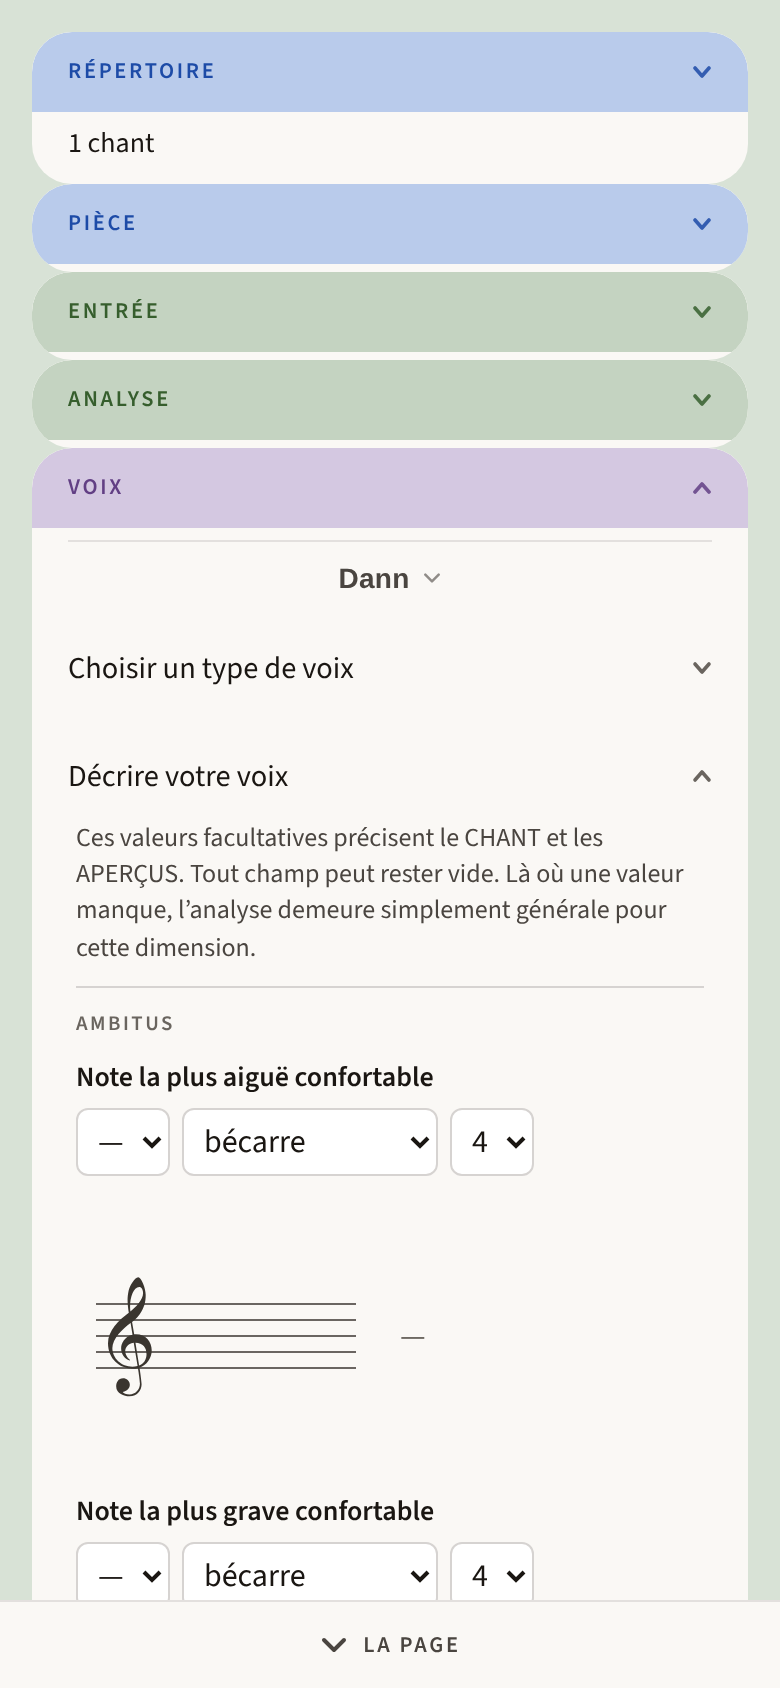 RÉPERTOIRE
1 chant
PIÈCE
ENTRÉE
ANALYSE
VOIX
Dann
Choisir un type de voix
Décrire votre voix
Ces valeurs facultatives précisent le CHANT et les
APERÇUS. Tout champ peut rester vide. Là où une valeur
manque, l’analyse demeure simplement générale pour
cette dimension.
AMBITUS
Note la plus aiguë confortable
— bécarre 4
—
Note la plus grave confortable
— bécarre 4
LA PAGE